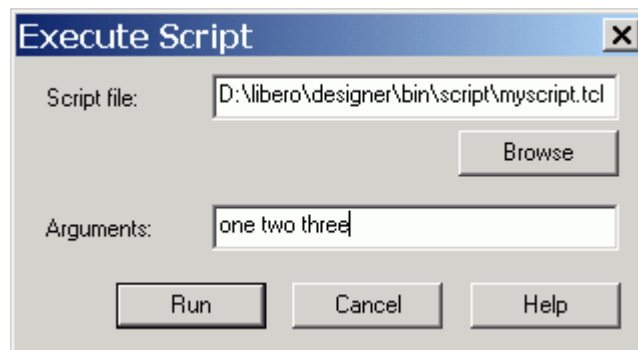 Execute Script
Script file: D:\libero\designer\bin\script\myscript.tcl
Browse
Arguments: one two three
Run Cancel Help